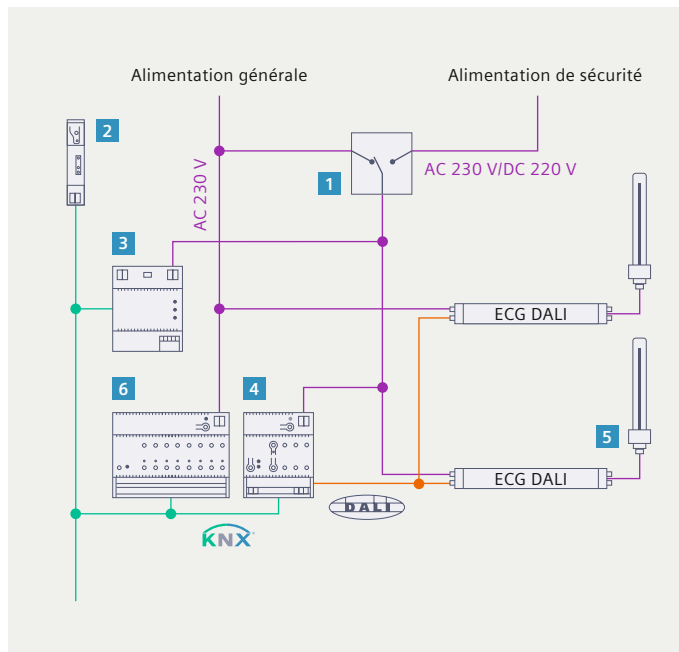 Alimentation générale
Alimentation de sécurité
2
AC 230 V
1
AC 230 V/DC 220 V
3
ECG DALI
6
4
5
ECG DALI
DALI
KNX